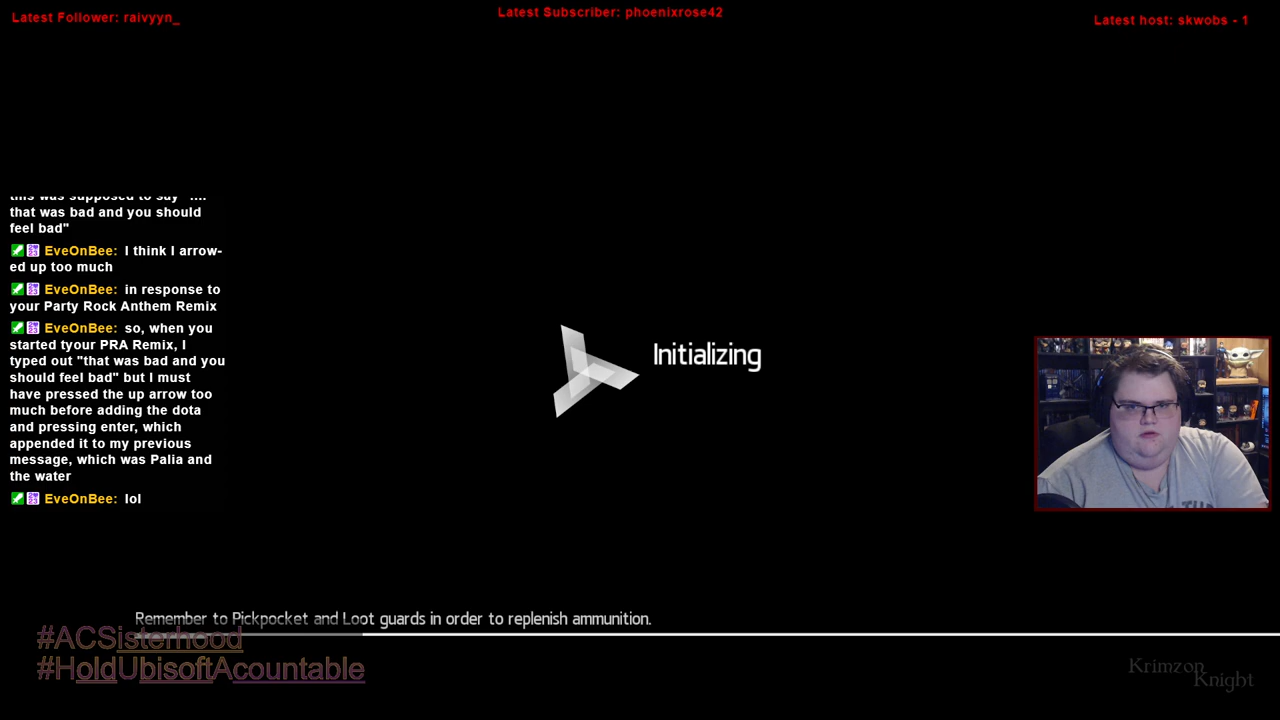 Latest Follower: raivyyn_
Latest Subscriber: phoenixrose42
Latest host: skwobs - 1
this was supposed to say "....
that was bad and you should
feel bad"
EveOnBee: I think I arrow-
ed up too much
EveOnBee: in response to
your Party Rock Anthem Remix
EveOnBee: so, when you
started tyour PRA Remix, I
typed out "that was bad and you
should feel bad" but I must
have pressed the up arrow too
much before adding the dota
and pressing enter, which
appended it to my previous
message, which was Palia and
the water
EveOnBee: lol
Initializing
Remember to Pickpocket and Loot guards in order to replenish ammunition.
#ACSisterhood
#HoldUbisoftAcountable
Krimzon
Knight